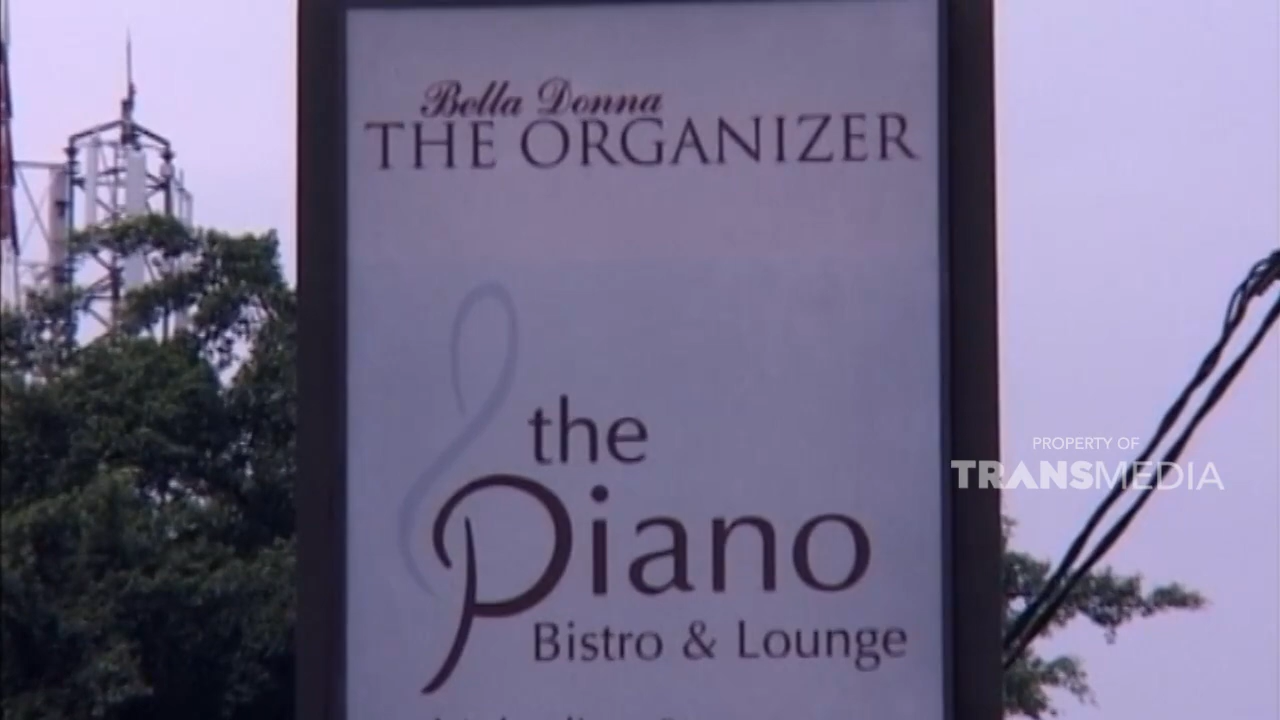 Bella Donna
THE ORGANIZER
the
Piano
Bistro & Lounge
PROPERTY OF
TRANSMEDIA